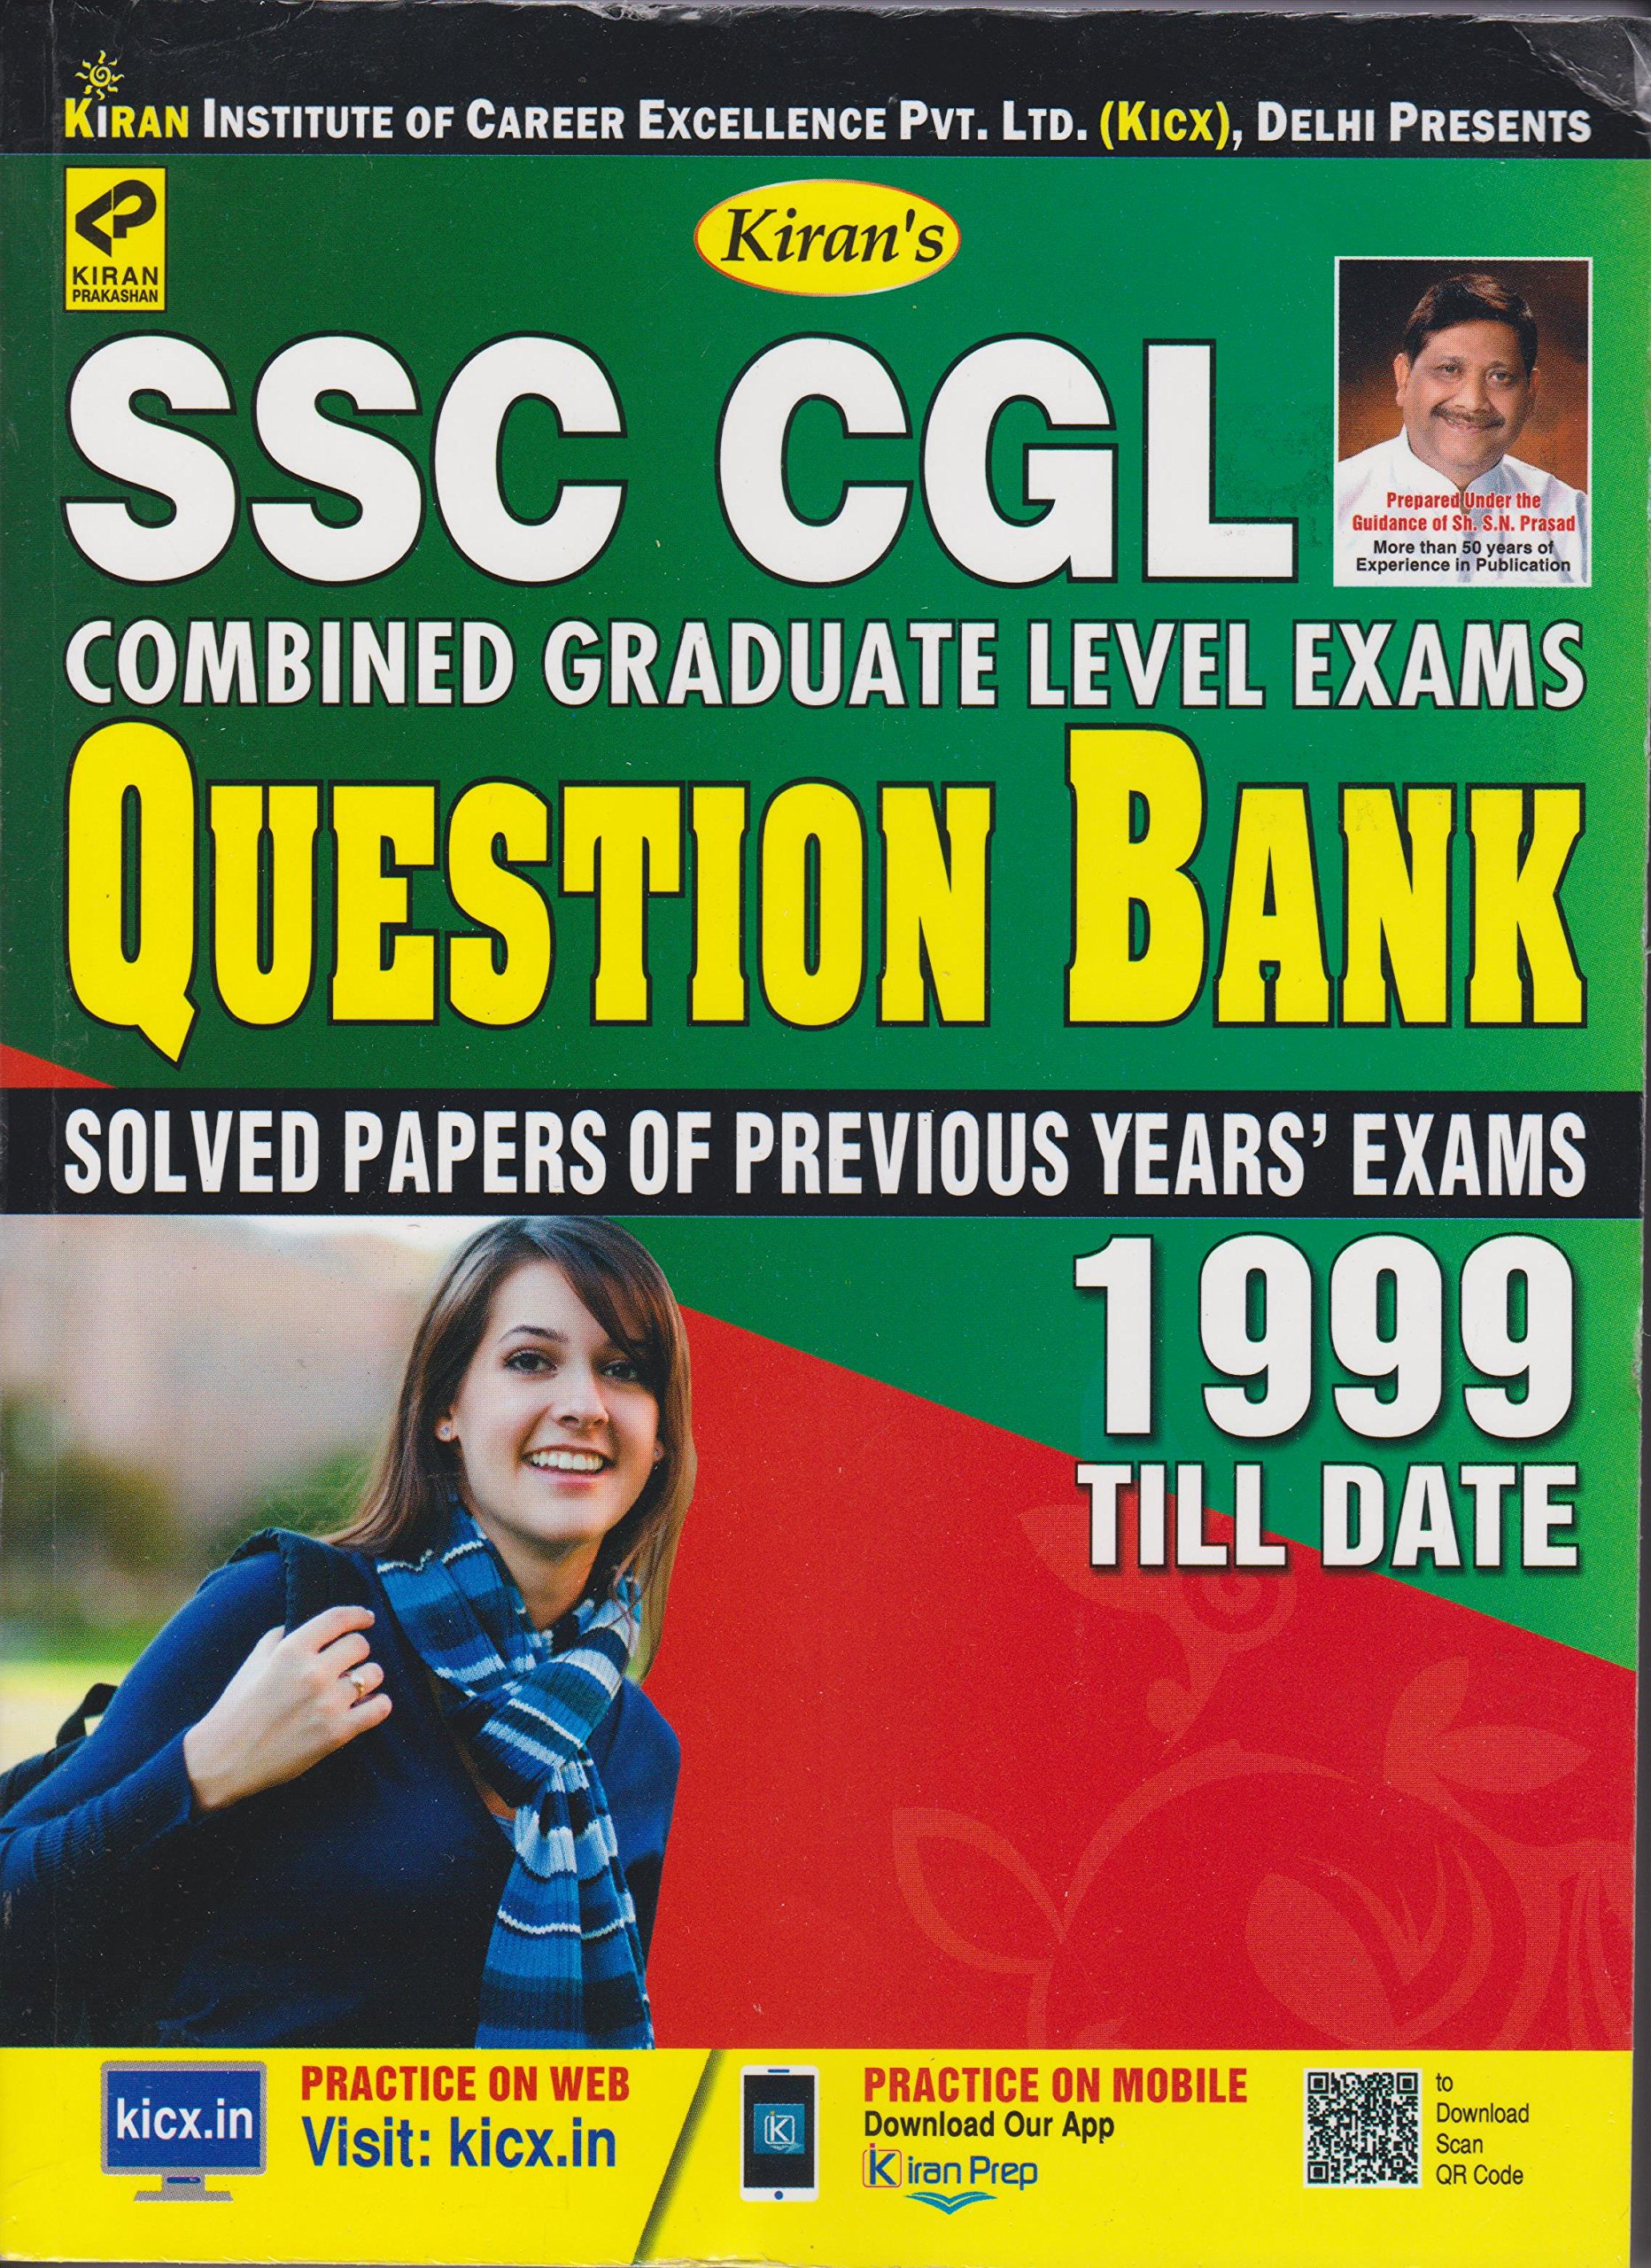 KIRAN INSTITUTE OF CAREER EXCELLENCE PVT. LTD. (KICX), DELHI PRESENTS
KP
KIRAN
PRAKASHAN
Kiran's
SSC CGL
Prepared Under the
Guidance of Sh. S.N. Prasad
More than 50 years of
Experience in Publication
COMBINED GRADUATE LEVEL EXAMS
QUESTION BANK
SOLVED PAPERS OF PREVIOUS YEARS' EXAMS
1999
TILL DATE
kicx.in
PRACTICE ON WEB
Visit: kicx.in
K
PRACTICE ON MOBILE
Download Our App
Kiran Prep
to
Download
Scan
QR Code